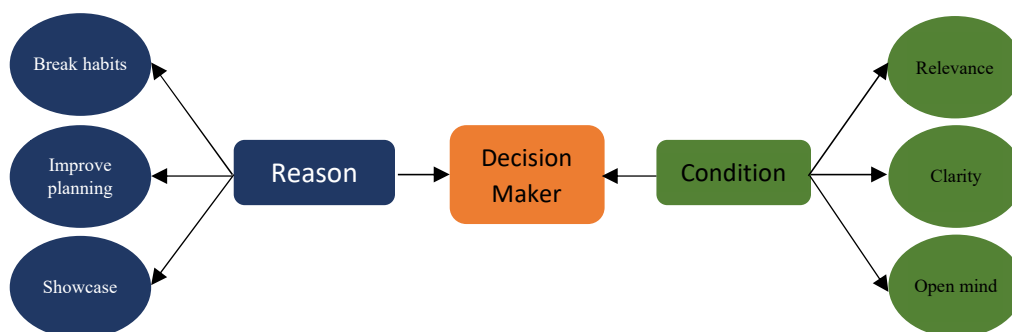 Break habits
Relevance
Improve
planning
Reason
Decision
Maker
Condition
Clarity
Showcase
Open mind